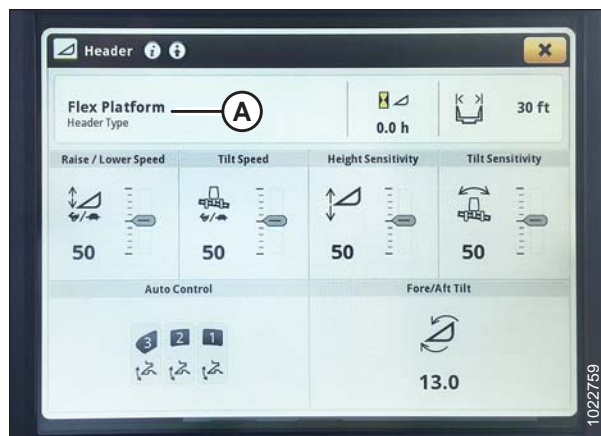 Header
Flex Platform
A
Header Type
0.0 h
30 ft
Raise / Lower Speed
Tilt Speed
Height Sensitivity
Tilt Sensitivity
50
50
50
50
Auto Control
Fore/Aft Tilt
3 2 1
13.0
1022759